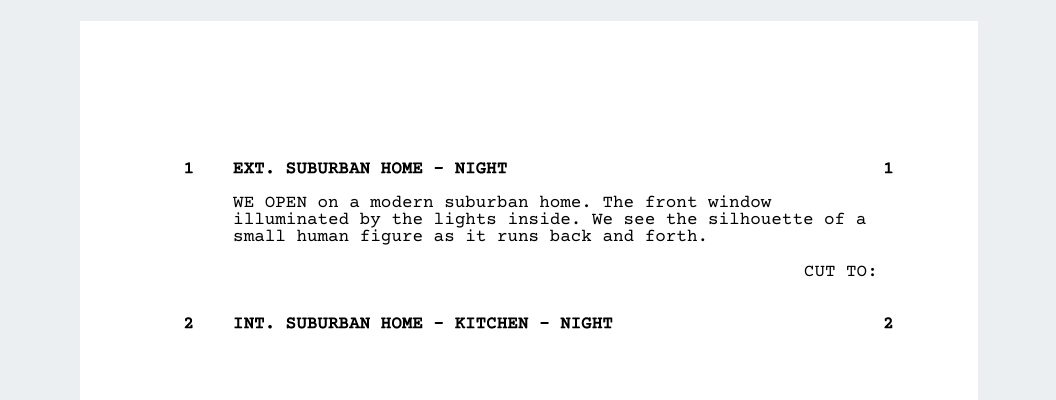 1 EXT. SUBURBAN HOME - NIGHT 1
WE OPEN on a modern suburban home. The front window
illuminated by the lights inside. We see the silhouette of a
small human figure as it runs back and forth.
CUT TO:
2 INT. SUBURBAN HOME - KITCHEN - NIGHT 2